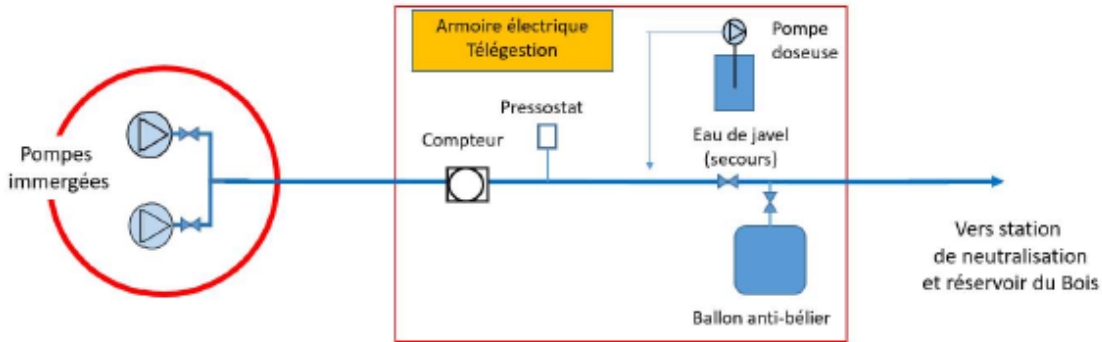 Armoire électrique
Télégestion
Pompe
doseuse
Pressostat
Compteur
Eau de javel
(secours)
Pompes
immergées
Vers station
de neutralisation
et réservoir du Bois
Ballon anti-bélier